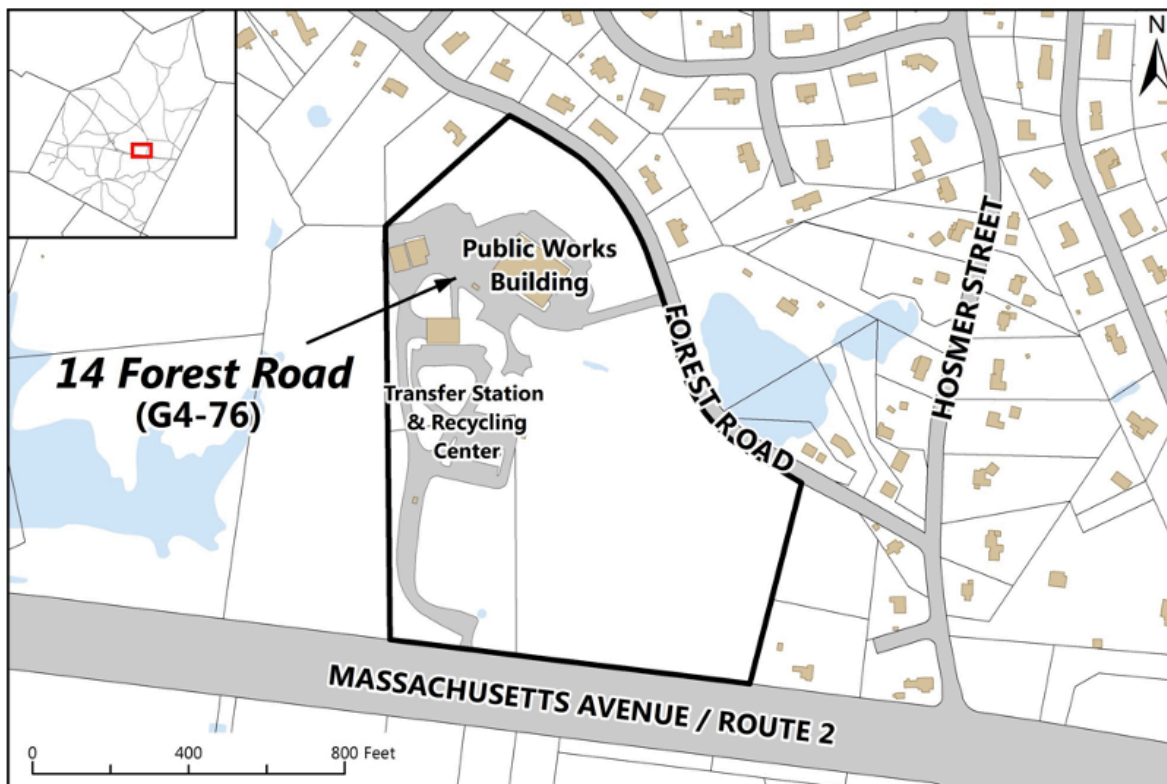 N
Public Works
Building
14 Forest Road
(G4-76)
Transfer Station
& Recycling
Center
FOREST ROAD
HOSMER STREET
MASSACHUSETTS AVENUE / ROUTE 2
0 400 800 Feet